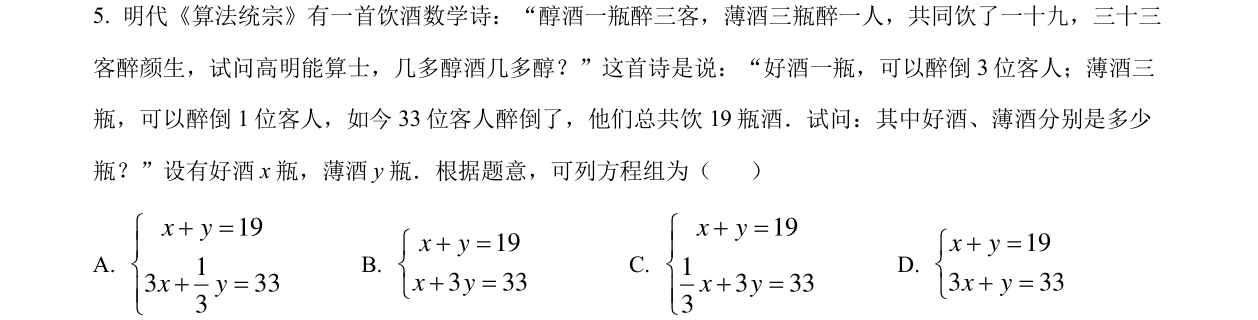 5. 明代《算法统宗》有一首饮酒数学诗：“醇酒一瓶醉三客，薄酒三瓶醉一人，共同饮了一十九，三十三
客醉颜生，试问高明能算士，几多醇酒几多醇？”这首诗是说：“好酒一瓶，可以醉倒 3 位客人；薄酒三
瓶，可以醉倒 1 位客人，如今 33 位客人醉倒了，他们总共饮 19 瓶酒．试问：其中好酒、薄酒分别是多少
瓶？”设有好酒 x 瓶，薄酒 y 瓶．根据题意，可列方程组为（　　）
A. { x + y = 19, 3x + 1/3 y = 33 B. { x + y = 19, x + 3y = 33 C. { x + y = 19, 1/3 x + 3y = 33 D. { x + y = 19, 3x + y = 33